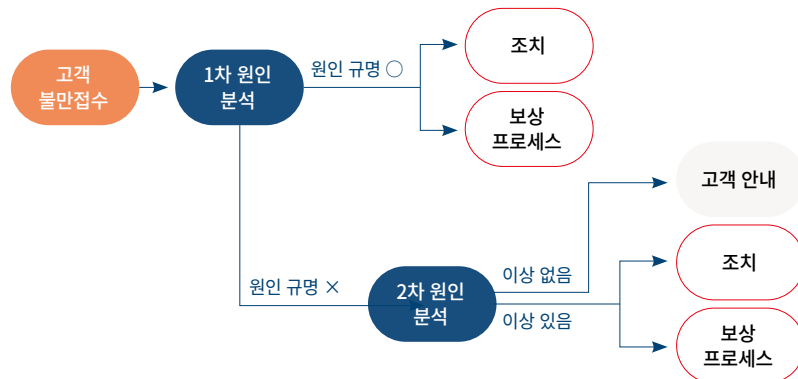 고객
불만접수
1차 원인
분석
원인 규명 ○
조치
보상
프로세스
원인 규명 ×
2차 원인
분석
이상 없음
이상 있음
고객 안내
조치
보상
프로세스